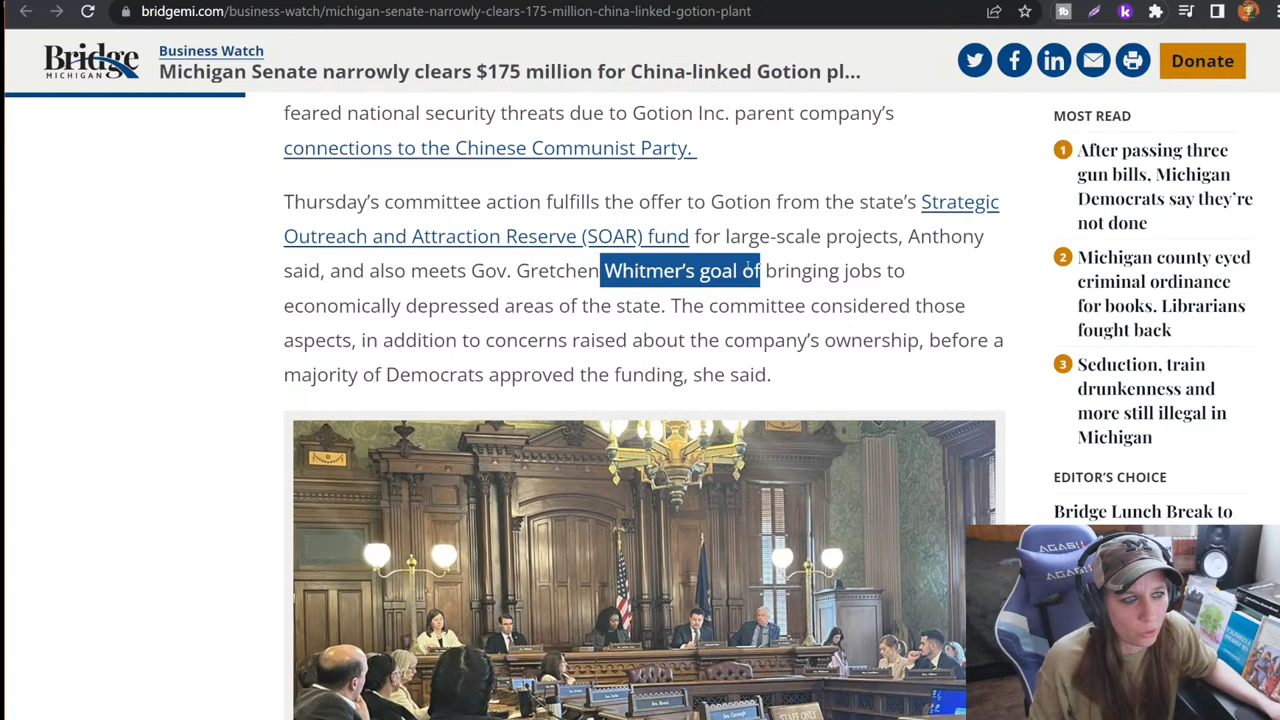 bridgemi.com/business-watch/michigan-senate-narrowly-clears-175-million-china-linked-gotion-plant
Bridge
MICHIGAN
Business Watch
Michigan Senate narrowly clears $175 million for China-linked Gotion pl...
Donate
feared national security threats due to Gotion Inc. parent company’s
connections to the Chinese Communist Party.
Thursday’s committee action fulfills the offer to Gotion from the state’s Strategic
Outreach and Attraction Reserve (SOAR) fund for large-scale projects, Anthony
said, and also meets Gov. Gretchen Whitmer’s goal of bringing jobs to
economically depressed areas of the state. The committee considered those
aspects, in addition to concerns raised about the company’s ownership, before a
majority of Democrats approved the funding, she said.
MOST READ
1 After passing three
gun bills, Michigan
Democrats say they’re
not done
2 Michigan county eyed
criminal ordinance
for books. Librarians
fought back
3 Seduction, train
drunkenness and
more still illegal in
Michigan
EDITOR’S CHOICE
Bridge Lunch Break to
STAFF ONLY